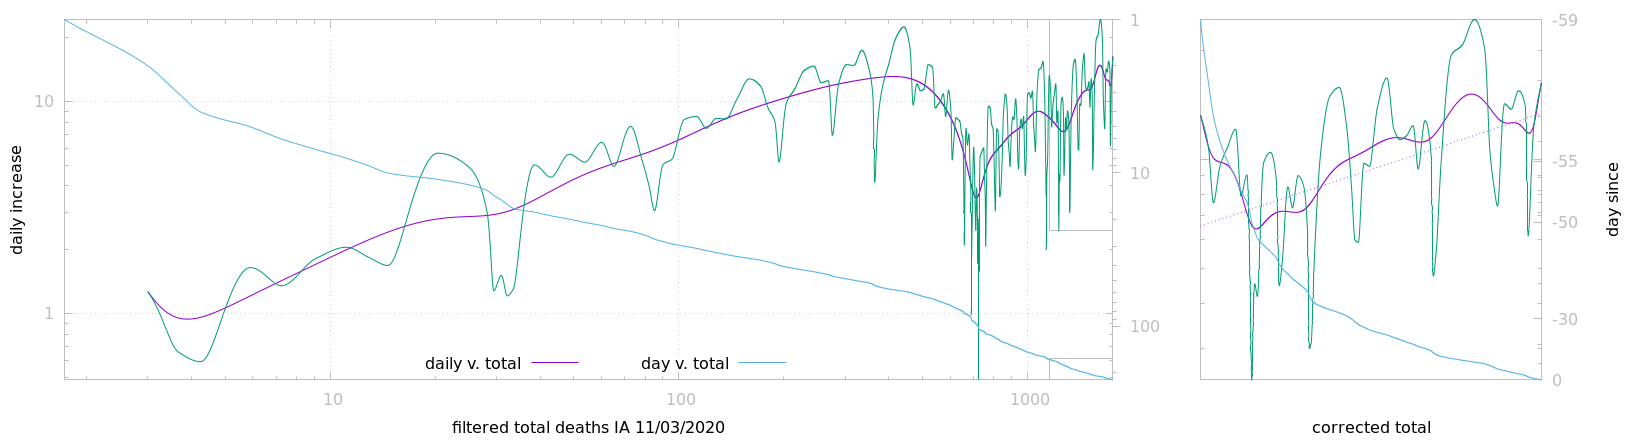 daily increase
10
1
10
100
1000
1
10
100
daily v. total
day v. total
filtered total deaths IA 11/03/2020
-59
-55
-50
-30
0
day since
corrected total